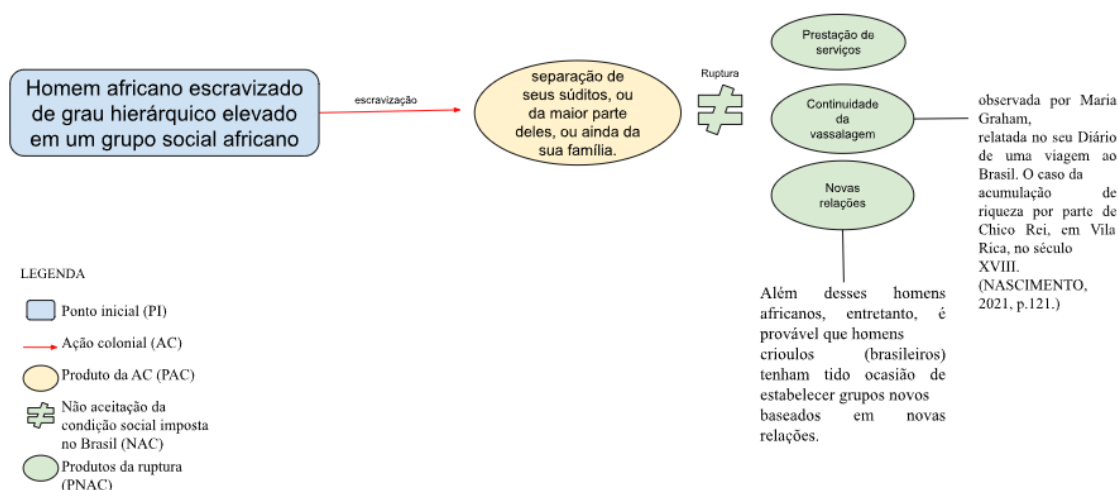 Homem africano escravizado
de grau hierárquico elevado
em um grupo social africano
escravização
separação de
seus súditos, ou
da maior parte
deles, ou ainda da
sua família.
Ruptura
Prestação de
serviços
Continuidade
da
vassalagem
Novas
relações
observada por Maria
Graham,
relatada no seu Diário
de uma viagem ao
Brasil. O caso da
acumulação de
riqueza por parte de
Chico Rei, em Vila
Rica, no século
XVIII.
(NASCIMENTO,
2021, p.121.)
Além desses homens
africanos, entretanto, é
provável que homens
crioulos (brasileiros)
tenham tido ocasião de
estabelecer grupos novos
baseados em novas
relações.
LEGENDA
Ponto inicial (PI)
Ação colonial (AC)
Produto da AC (PAC)
Não aceitação da
condição social imposta
no Brasil (NAC)
Produtos da ruptura
(PNAC)